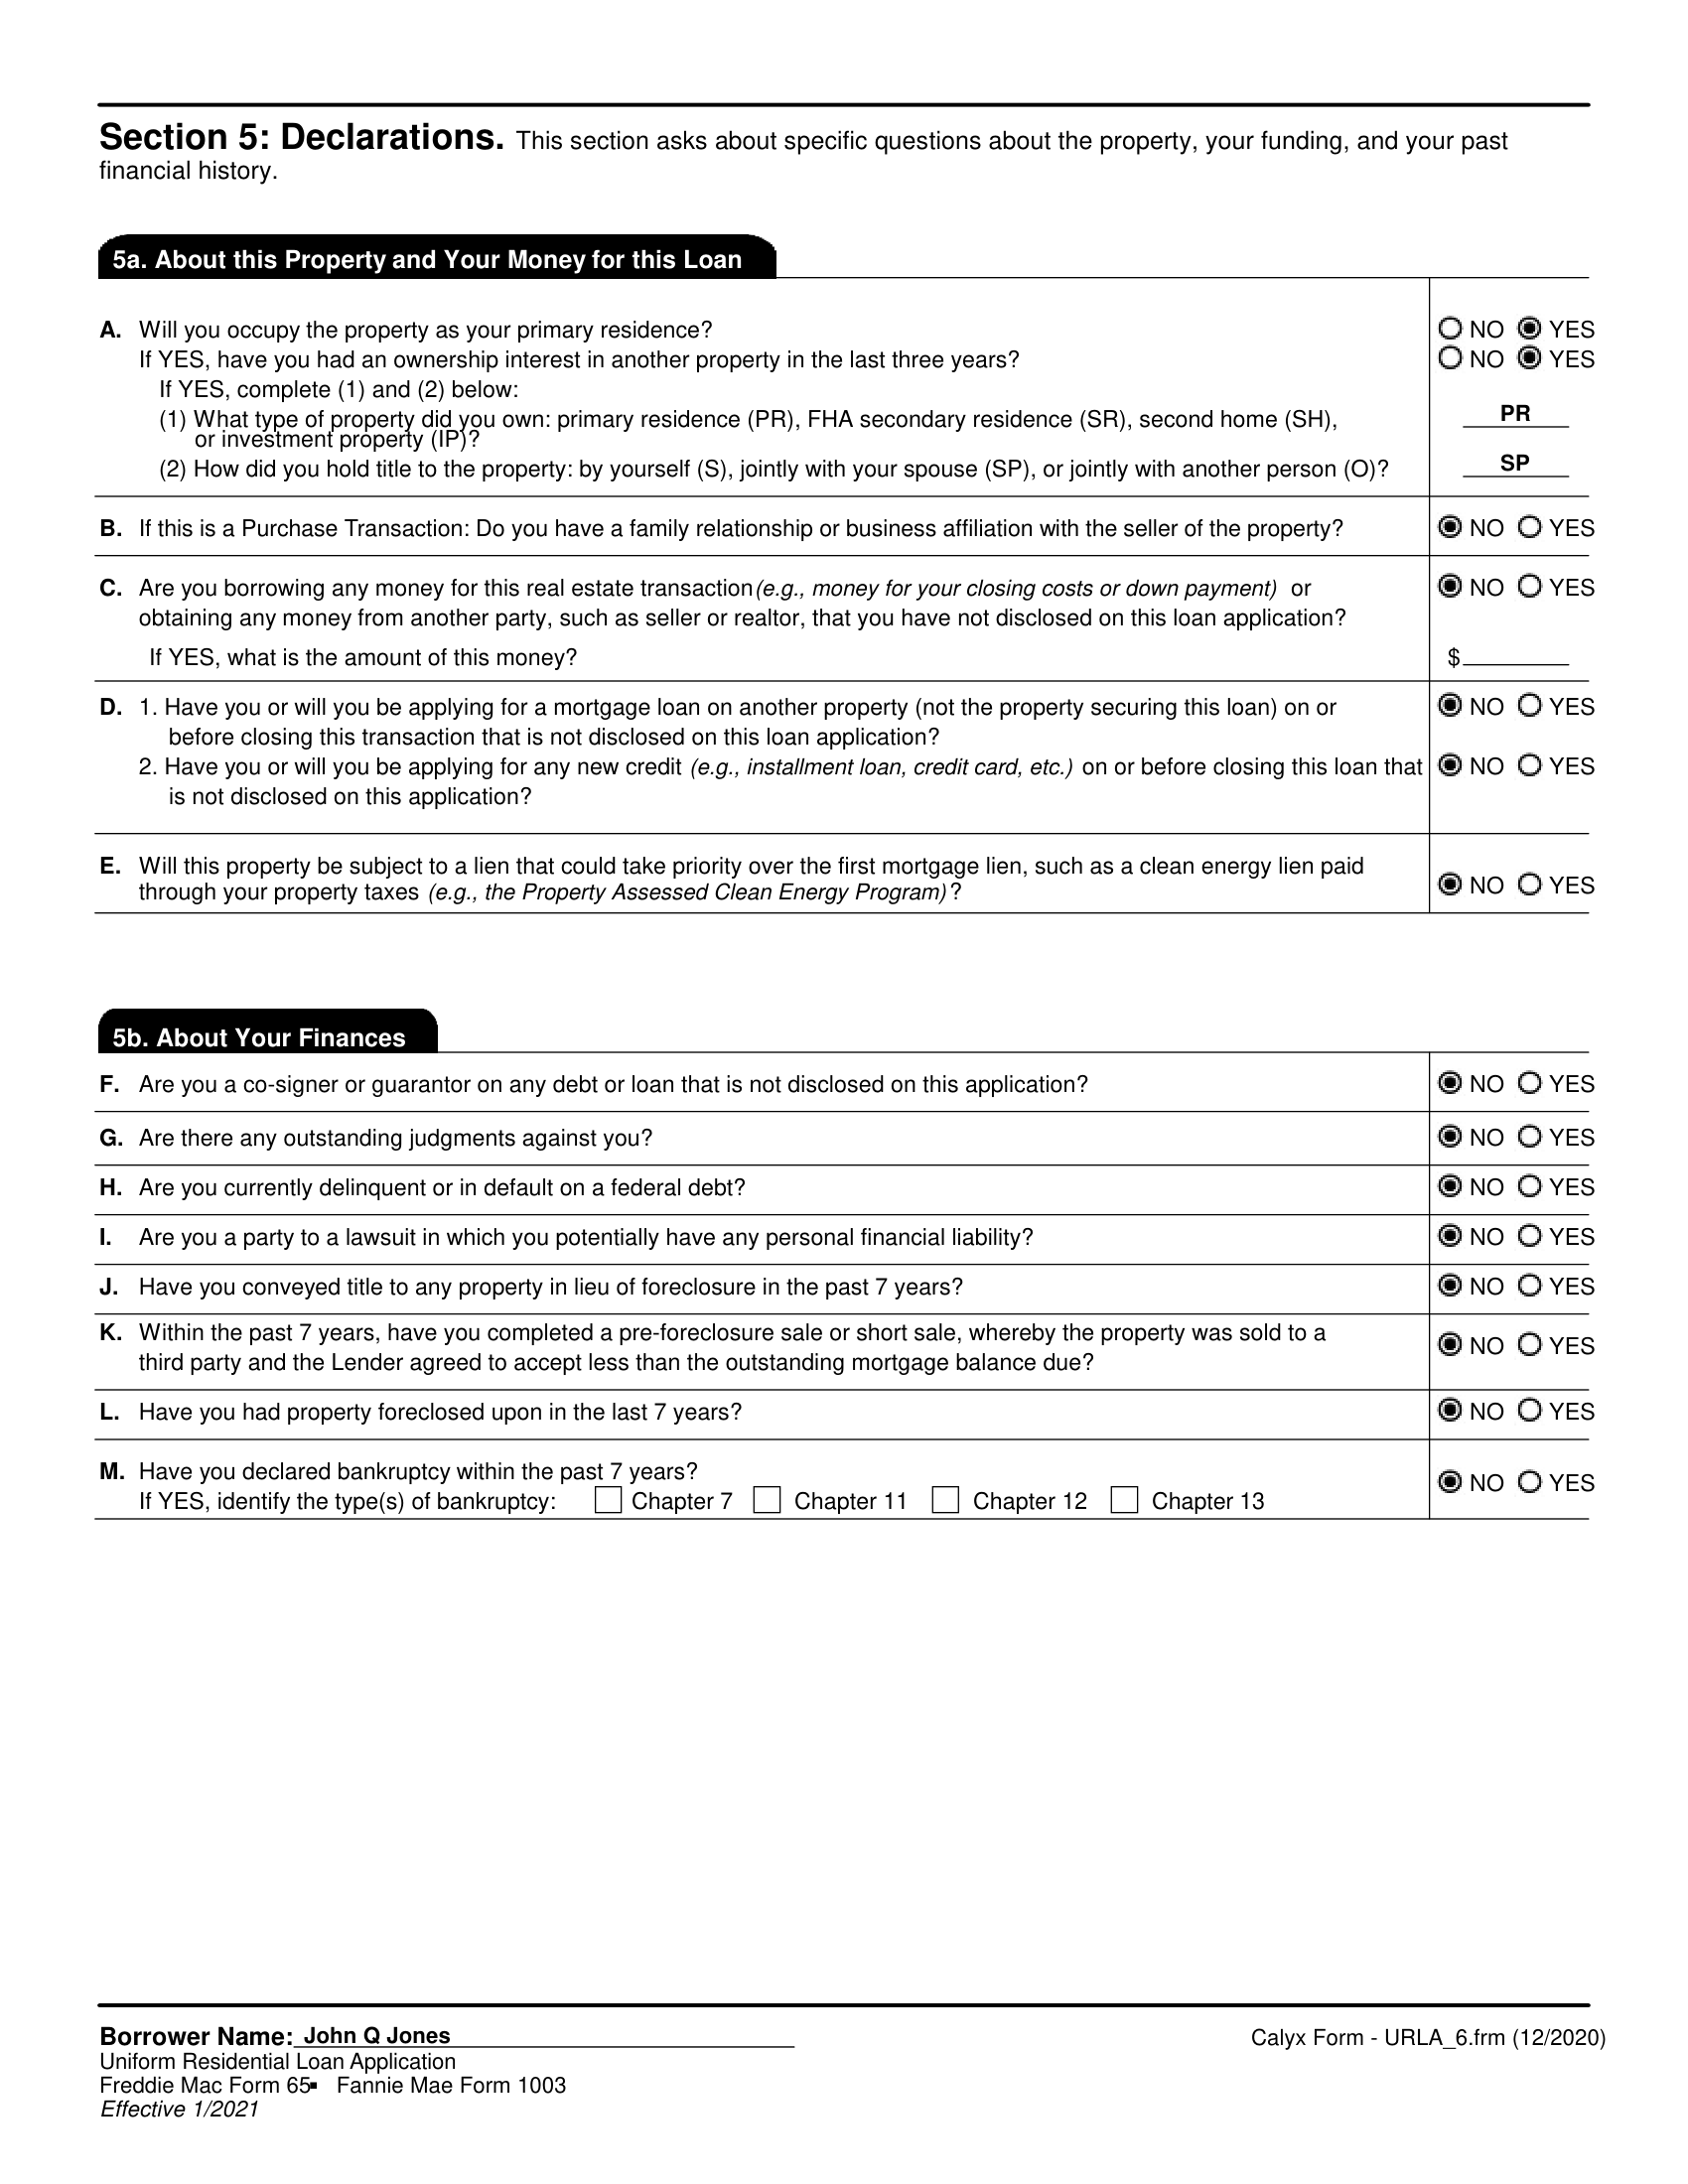 Section 5: Declarations. This section asks about specific questions about the property, your funding, and your past
financial history.
5a. About this Property and Your Money for this Loan
A. Will you occupy the property as your primary residence? NO YES
If YES, have you had an ownership interest in another property in the last three years? NO YES
If YES, complete (1) and (2) below:
(1) What type of property did you own: primary residence (PR), FHA secondary residence (SR), second home (SH), PR
or investment property (IP)?
(2) How did you hold title to the property: by yourself (S), jointly with your spouse (SP), or jointly with another person (O)? SP
B. If this is a Purchase Transaction: Do you have a family relationship or business affiliation with the seller of the property? NO YES
C. Are you borrowing any money for this real estate transaction (e.g., money for your closing costs or down payment) or NO YES
obtaining any money from another party, such as seller or realtor, that you have not disclosed on this loan application?
If YES, what is the amount of this money? $
D. 1. Have you or will you be applying for a mortgage loan on another property (not the property securing this loan) on or NO YES
before closing this transaction that is not disclosed on this loan application?
2. Have you or will you be applying for any new credit (e.g., installment loan, credit card, etc.) on or before closing this loan that NO YES
is not disclosed on this application?
E. Will this property be subject to a lien that could take priority over the first mortgage lien, such as a clean energy lien paid
through your property taxes (e.g., the Property Assessed Clean Energy Program)? NO YES
5b. About Your Finances
F. Are you a co-signer or guarantor on any debt or loan that is not disclosed on this application? NO YES
G. Are there any outstanding judgments against you? NO YES
H. Are you currently delinquent or in default on a federal debt? NO YES
I. Are you a party to a lawsuit in which you potentially have any personal financial liability? NO YES
J. Have you conveyed title to any property in lieu of foreclosure in the past 7 years? NO YES
K. Within the past 7 years, have you completed a pre-foreclosure sale or short sale, whereby the property was sold to a NO YES
third party and the Lender agreed to accept less than the outstanding mortgage balance due?
L. Have you had property foreclosed upon in the last 7 years? NO YES
M. Have you declared bankruptcy within the past 7 years? NO YES
If YES, identify the type(s) of bankruptcy: Chapter 7 Chapter 11 Chapter 12 Chapter 13
Borrower Name: John Q Jones Calyx Form - URLA_6.frm (12/2020)
Uniform Residential Loan Application
Freddie Mac Form 65▪ Fannie Mae Form 1003
Effective 1/2021